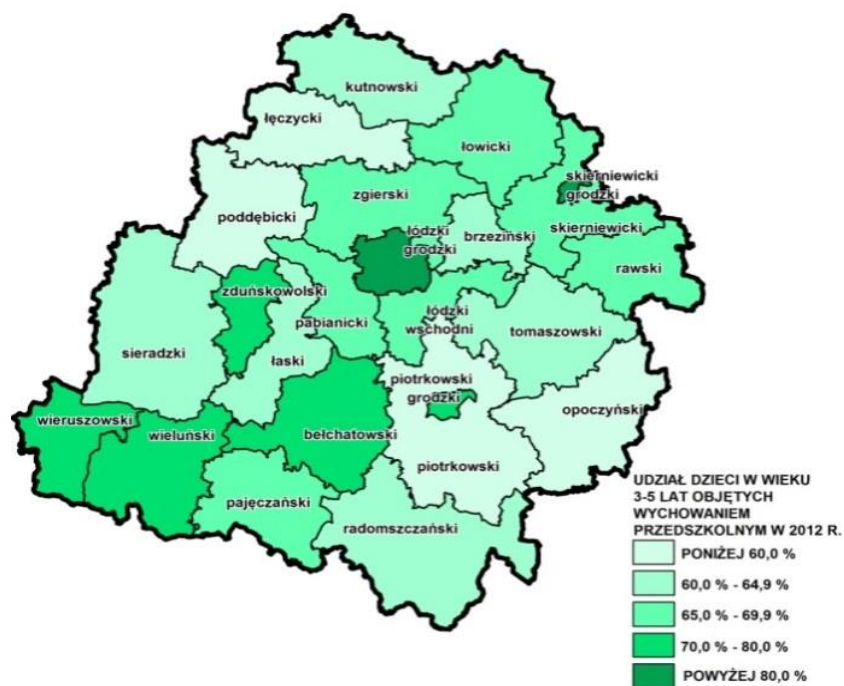 kutnowski
łęczycki
łowicki
skierniewicki
grodzki
zgierski
poddębicki
łódzki
grodzki
brzeziński
skierniewicki
rawski
zduńskowolski
pabianicki
łódzki
wschodni
tomaszowski
sieradzki
łaski
piotrkowski
grodzki
opoczyński
wieruszowski
wieluński
bełchatowski
piotrkowski
pajęczański
radomszczański
UDZIAŁ DZIECI W WIEKU
3-5 LAT OBJĘTYCH
WYCHOWANIEM
PRZEDSZKOLNYM W 2012 R.
PONIŻEJ 60,0 %
60,0 % - 64,9%
65,0 % - 69,9%
70,0 % - 80,0%
POWYŻEJ 80,0 %